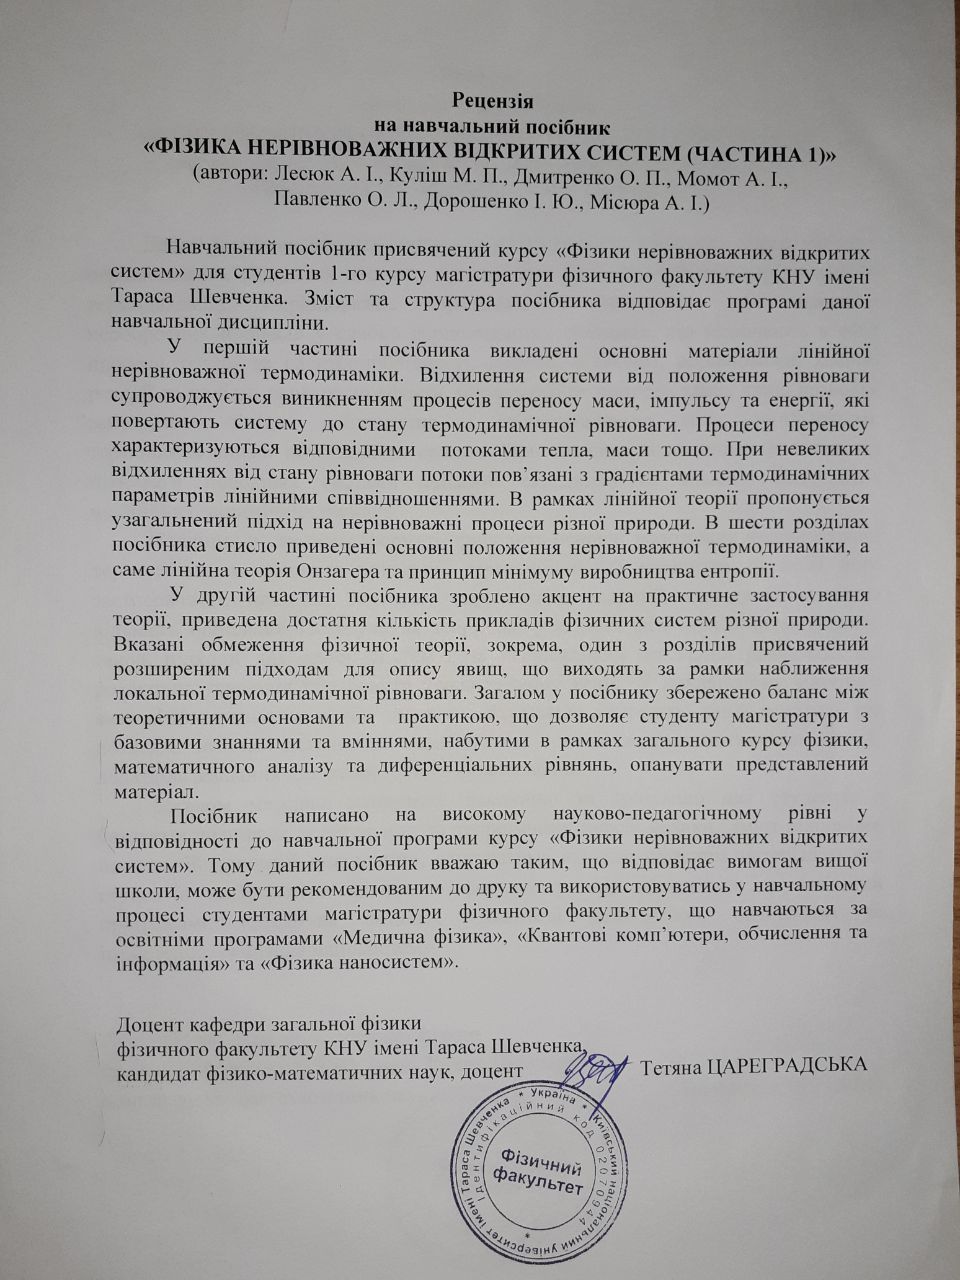 Рецензія
на навчальний посібник
«ФІЗИКА НЕРІВНОВАЖНИХ ВІДКРИТИХ СИСТЕМ (ЧАСТИНА 1)»
(автори: Лесюк А. І., Куліш М. П., Дмитренко О. П., Момот А. І.,
Павленко О. Л., Дорошенко І. Ю., Місюра А. І.)
Навчальний посібник присвячений курсу «Фізики нерівноважних відкритих
систем» для студентів 1-го курсу магістратури фізичного факультету КНУ імені
Тараса Шевченка. Зміст та структура посібника відповідає програмі даної
навчальної дисципліни.
У першій частині посібника викладені основні матеріали лінійної
нерівноважної термодинаміки. Відхилення системи від положення рівноваги
супроводжується виникненням процесів переносу маси, імпульсу та енергії, які
повертають систему до стану термодинамічної рівноваги. Процеси переносу
характеризуються відповідними потоками тепла, маси тощо. При невеликих
відхиленнях від стану рівноваги потоки пов’язані з градієнтами термодинамічних
параметрів лінійними співвідношеннями. В рамках лінійної теорії пропонується
узагальнений підхід на нерівноважні процеси різної природи. В шести розділах
посібника стисло приведені основні положення нерівноважної термодинаміки, а
саме лінійна теорія Онзагера та принцип мінімуму виробництва ентропії.
У другій частині посібника зроблено акцент на практичне застосування
теорії, приведена достатня кількість прикладів фізичних систем різної природи.
Вказані обмеження фізичної теорії, зокрема, один з розділів присвячений
розширеним підходам для опису явищ, що виходять за рамки наближення
локальної термодинамічної рівноваги. Загалом у посібнику збережено баланс між
теоретичними основами та практикою, що дозволяє студенту магістратури з
базовими знаннями та вміннями, набутими в рамках загального курсу фізики,
математичного аналізу та диференціальних рівнянь, опанувати представлений
матеріал.
Посібник написано на високому науково-педагогічному рівні у
відповідності до навчальної програми курсу «Фізики нерівноважних відкритих
систем». Тому даний посібник вважаю таким, що відповідає вимогам вищої
школи, може бути рекомендованим до друку та використовуватись у навчальному
процесі студентами магістратури фізичного факультету, що навчаються за
освітніми програмами «Медична фізика», «Квантові комп’ютери, обчислення та
інформація» та «Фізика наносистем».
Доцент кафедри загальної фізики
фізичного факультету КНУ імені Тараса Шевченка,
кандидат фізико-математичних наук, доцент Тетяна ЦАРЕГРАДСЬКА
* Україна * Київський національний університет імені Тараса Шевченка
Ідентифікаційний код 02070944
Фізичний
факультет
*